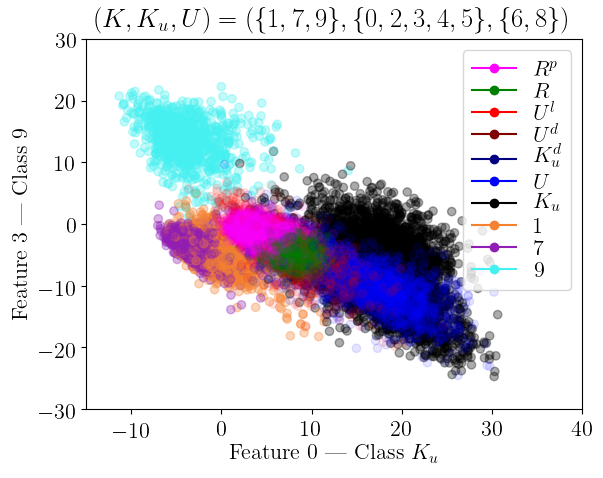 (K, K_u, U) = ({1, 7, 9}, {0, 2, 3, 4, 5}, {6, 8})
30
20
10
0
−10
−20
−30
Feature 3 — Class 9
R^p
R
U^l
U^d
K_u^d
U
K_u
1
7
9
−10 0 10 20 30 40
Feature 0 — Class K_u